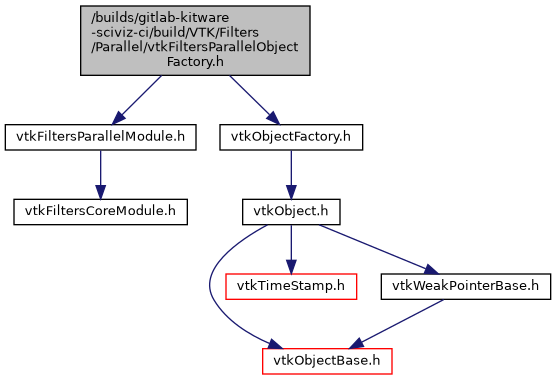 /builds/gitlab-kitware
-sciviz-ci/build/VTK/Filters
/Parallel/vtkFiltersParallelObject
Factory.h
vtkFiltersParallelModule.h
vtkObjectFactory.h
vtkFiltersCoreModule.h
vtkObject.h
vtkTimeStamp.h
vtkWeakPointerBase.h
vtkObjectBase.h